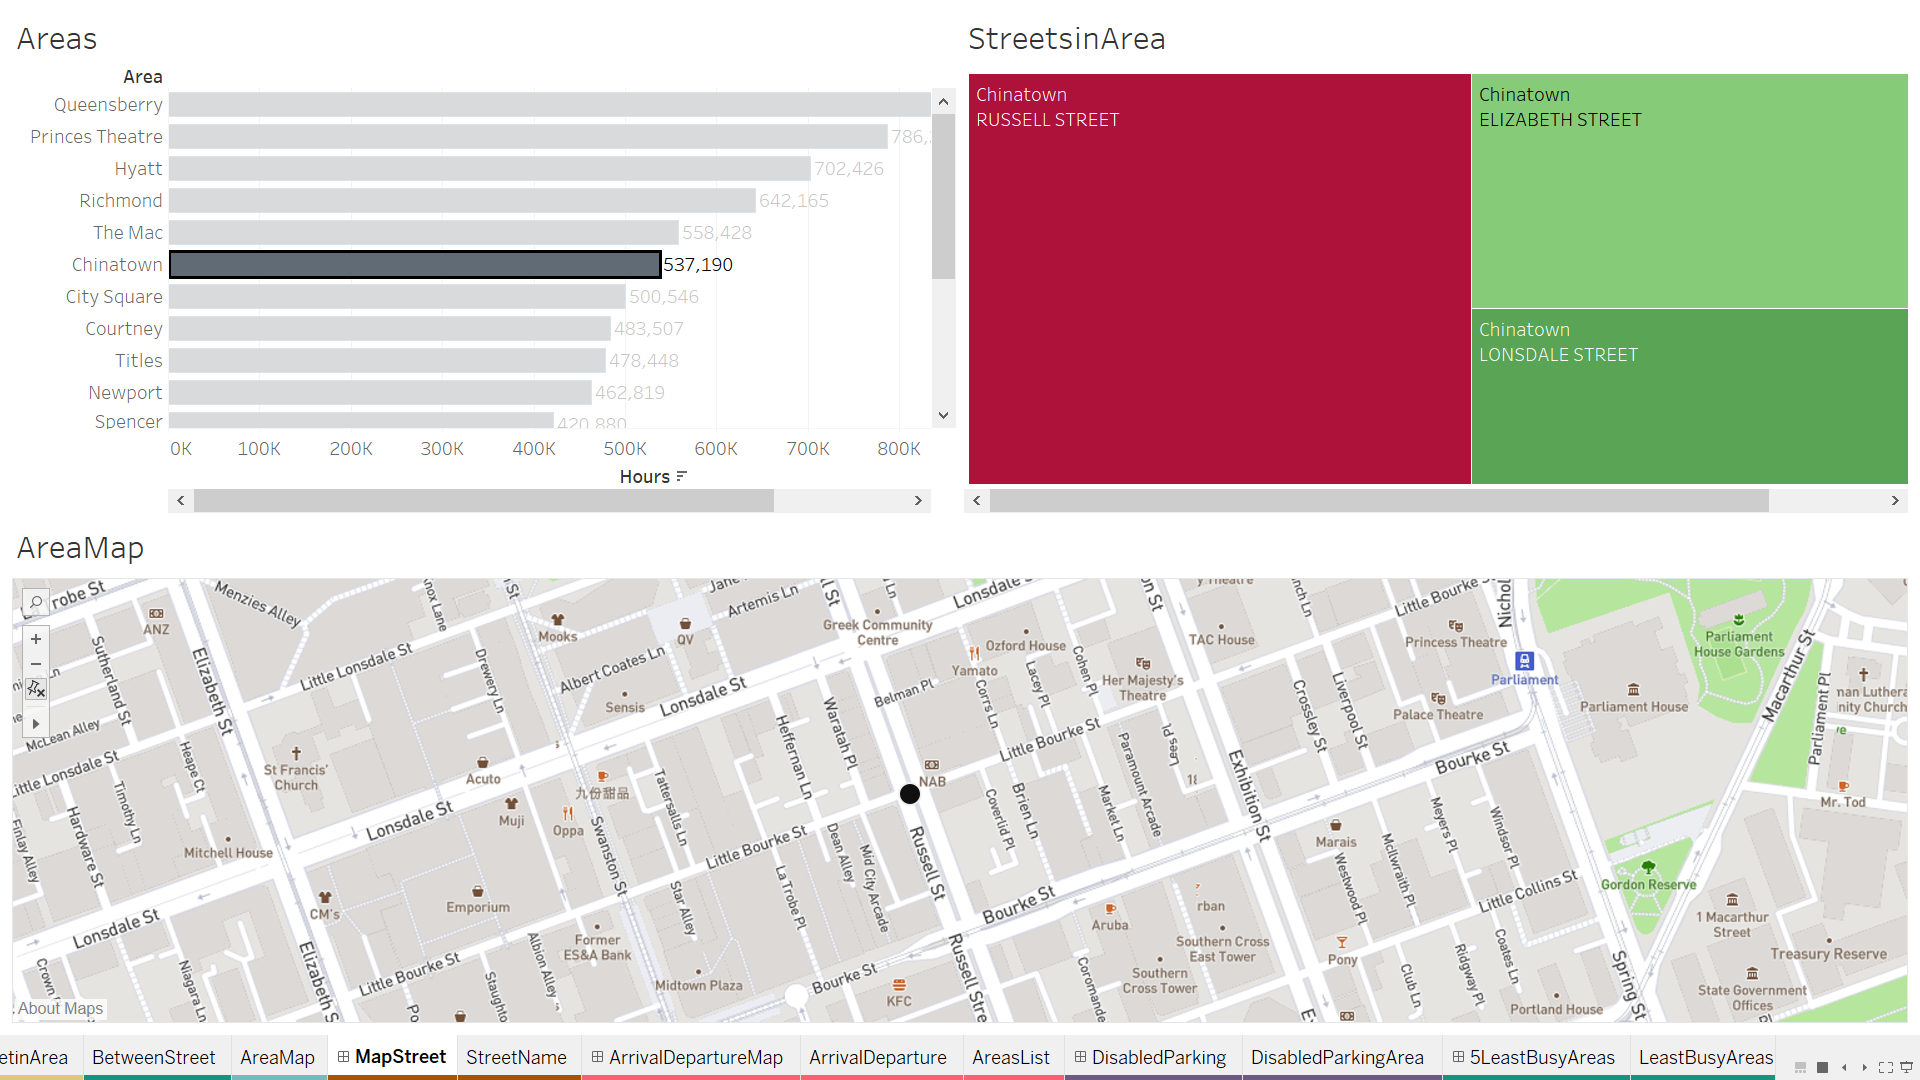 Areas
Area
Queensberry
Princes Theatre
Hyatt
702,426
Richmond
642,165
The Mac
558,428
Chinatown
537,190
City Square
500,546
Courtney
483,507
Titles
478,448
Newport
462,819
Spencer
420,880
0K 100K 200K 300K 400K 500K 600K 700K 800K
Hours
StreetsinArea
Chinatown
RUSSELL STREET
Chinatown
ELIZABETH STREET
Chinatown
LONSDALE STREET
AreaMap
robe St
ANZ
Menzies Alley
Knox Lane
Mooks
QV
Artemis Ln
Greek Community
Centre
Lonsdale
Ozford House
Yamato
TAC House
Little Bourke
Princess Theatre
Parliament
Parliament
House Gardens
Macarthur St
Sutherland St
Elizabeth St
Little Lonsdale St
Drewery Ln
Albert Coates Ln
Sensis
Lonsdale St
Belman Pl
Corrs Ln
Lacey Pl
Cohen Pl
Her Majesty's
Theatre
Crossley St
Liverpool St
Palace Theatre
Parliament House
Parliament Pl
McLean Alley
Little Lonsdale St
Heape Ct
St Francis'
Church
Acuto
Heffernan Ln
Waratah Pl
Little Bourke St
Lees Pl
Paramount Arcade
Exhibition St
Bourke St
Mr. Tod
Finlay Alley
Hardware St
Timothy Ln
Mitchell House
Lonsdale St
Muji
Oppa
九份甜品
Swanston St
Tattersalls Ln
Little Bourke St
Dean Alley
Mid City Arcade
NAB
Russell St
Coverlid Pl
Brien Ln
Market Ln
Marais
Westwood Pl
McIlwraith Pl
Meyers Pl
Windsor Pl
Gordon Reserve
CM's
Emporium
Star Alley
La Trobe Pl
Bourke St
Aruba
rban
Little Collins St
1 Macarthur
Street
Lonsdale St
Elizabeth S
Former
ES&A Bank
Southern Cross
East Tower
Pony
Treasury Reserve
Niagara Ln
Little Bourke St
Albion Alley
Midtown Plaza
Bourke St
KFC
Russell Stre
Southern
Cross Tower
Club Ln
Ridgway Pl
Coates Ln
Portland House
Spring St
State Government
Offices
About Maps
etinArea BetweenStreet AreaMap MapStreet StreetName ArrivalDepartureMap ArrivalDeparture AreasList DisabledParking DisabledParkingArea 5LeastBusyAreas LeastBusyAreas